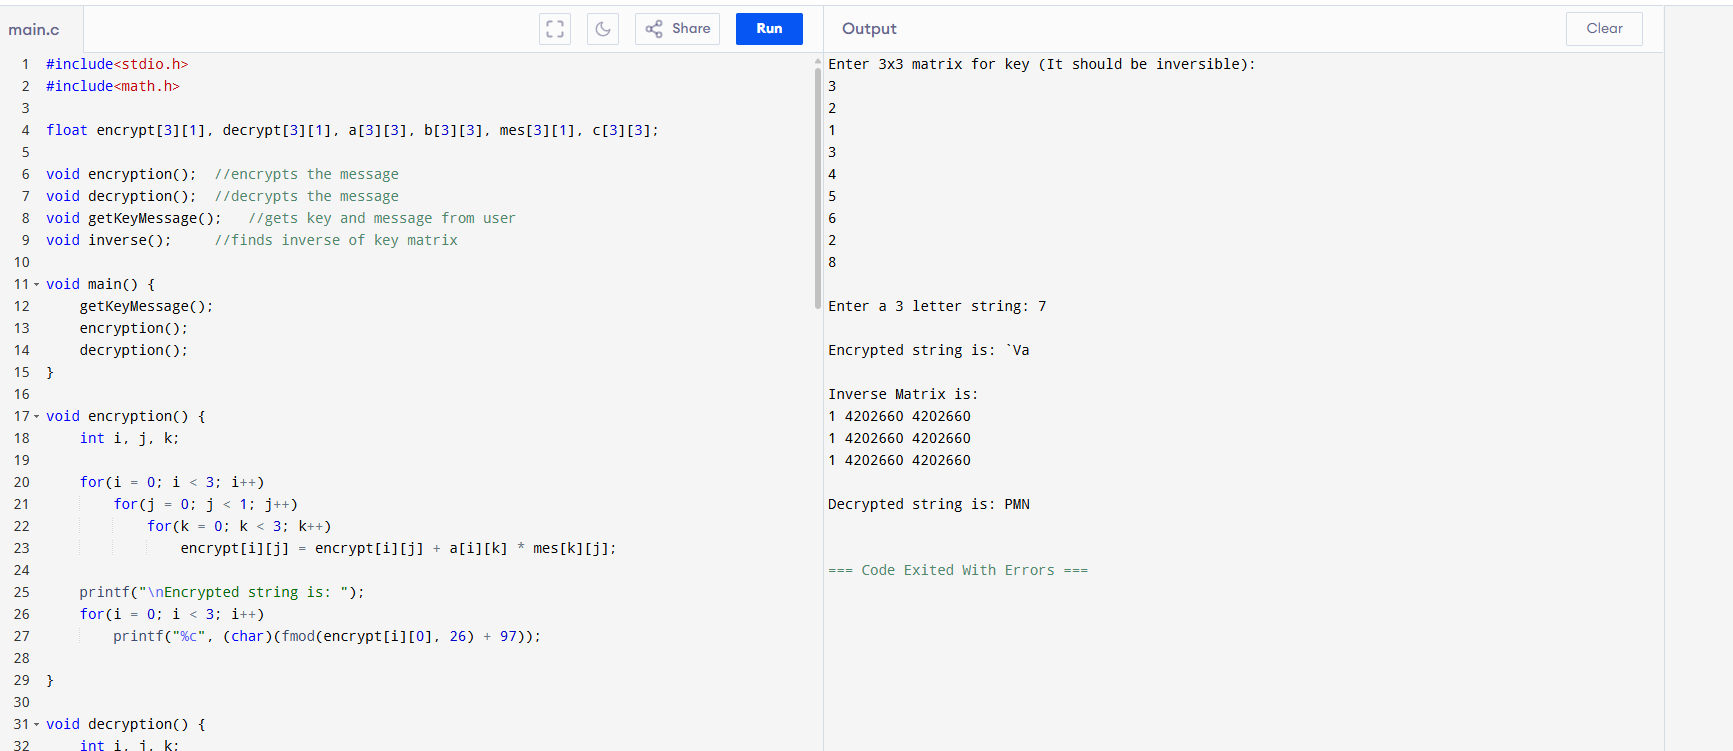 main.c
Share
Run
Output
Clear
1 #include<stdio.h>
2 #include<math.h>
3
4 float encrypt[3][1], decrypt[3][1], a[3][3], b[3][3], mes[3][1], c[3][3];
5
6 void encryption();  //encrypts the message
7 void decryption();  //decrypts the message
8 void getKeyMessage();   //gets key and message from user
9 void inverse();     //finds inverse of key matrix
10
11 void main() {
12     getKeyMessage();
13     encryption();
14     decryption();
15 }
16
17 void encryption() {
18     int i, j, k;
19
20     for(i = 0; i < 3; i++)
21         for(j = 0; j < 1; j++)
22             for(k = 0; k < 3; k++)
23                 encrypt[i][j] = encrypt[i][j] + a[i][k] * mes[k][j];
24
25     printf("\nEncrypted string is: ");
26     for(i = 0; i < 3; i++)
27         printf("%c", (char)(fmod(encrypt[i][0], 26) + 97));
28
29 }
30
31 void decryption() {
32     int i, j, k;
Enter 3x3 matrix for key (It should be inversible):
3
2
1
3
4
5
6
2
8
Enter a 3 letter string: 7
Encrypted string is: `Va
Inverse Matrix is:
1 4202660 4202660
1 4202660 4202660
1 4202660 4202660
Decrypted string is: PMN
=== Code Exited With Errors ===